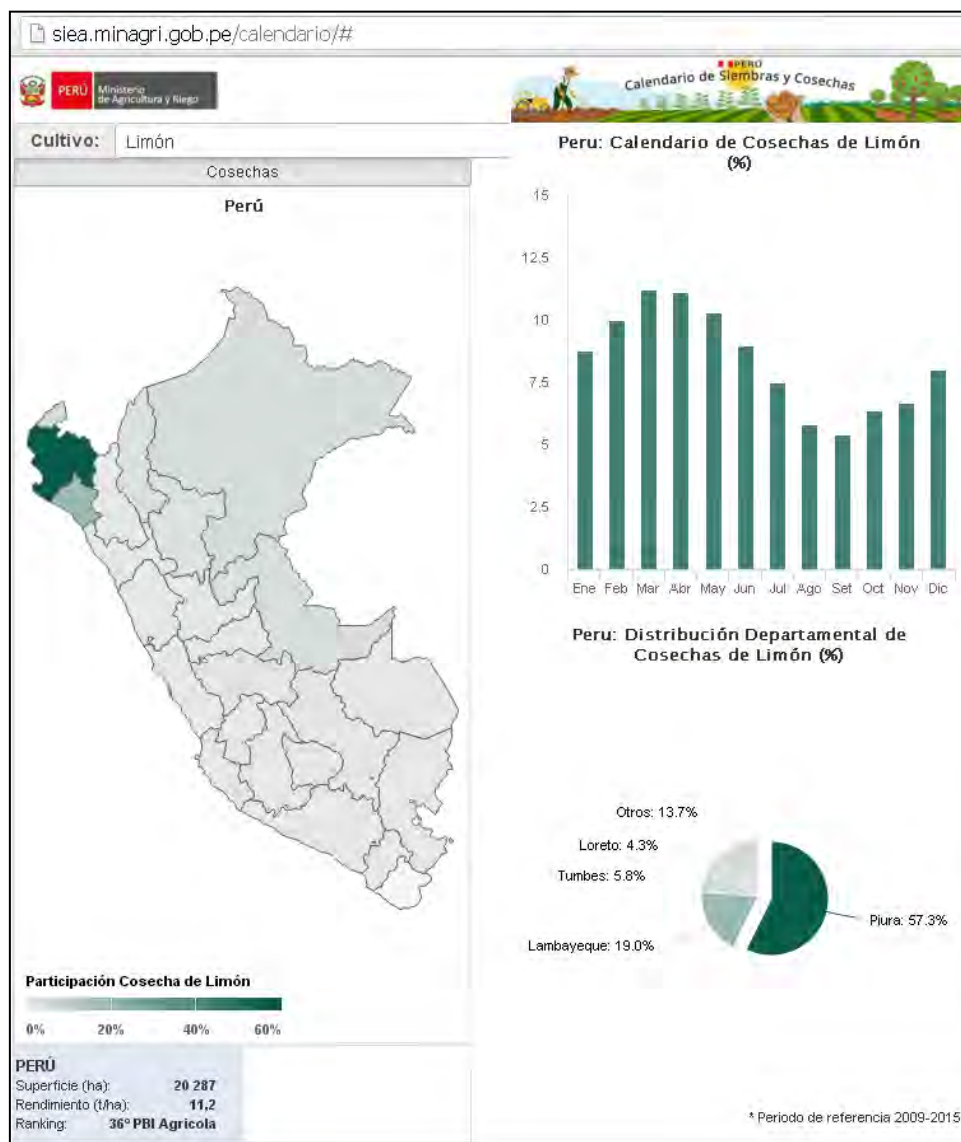 siea.minagri.gob.pe/calendario/#
PERÚ
Ministerio
de Agricultura y Riego
PERÚ
Calendario de Siembras y Cosechas
Cultivo: Limón
Cosechas
Perú
Participación Cosecha de Limón
0% 20% 40% 60%
PERÚ
Superficie (ha): 20 287
Rendimiento (t/ha): 11,2
Ranking: 36º PBI Agricola
Peru: Calendario de Cosechas de Limón
(%)
15
12.5
10
7.5
5
2.5
0
Ene Feb Mar Abr May Jun Jul Ago Set Oct Nov Dic
Peru: Distribución Departamental de
Cosechas de Limón (%)
Otros: 13.7%
Loreto: 4.3%
Tumbes: 5.8%
Piura: 57.3%
Lambayeque: 19.0%
* Periodo de referencia 2009-2015